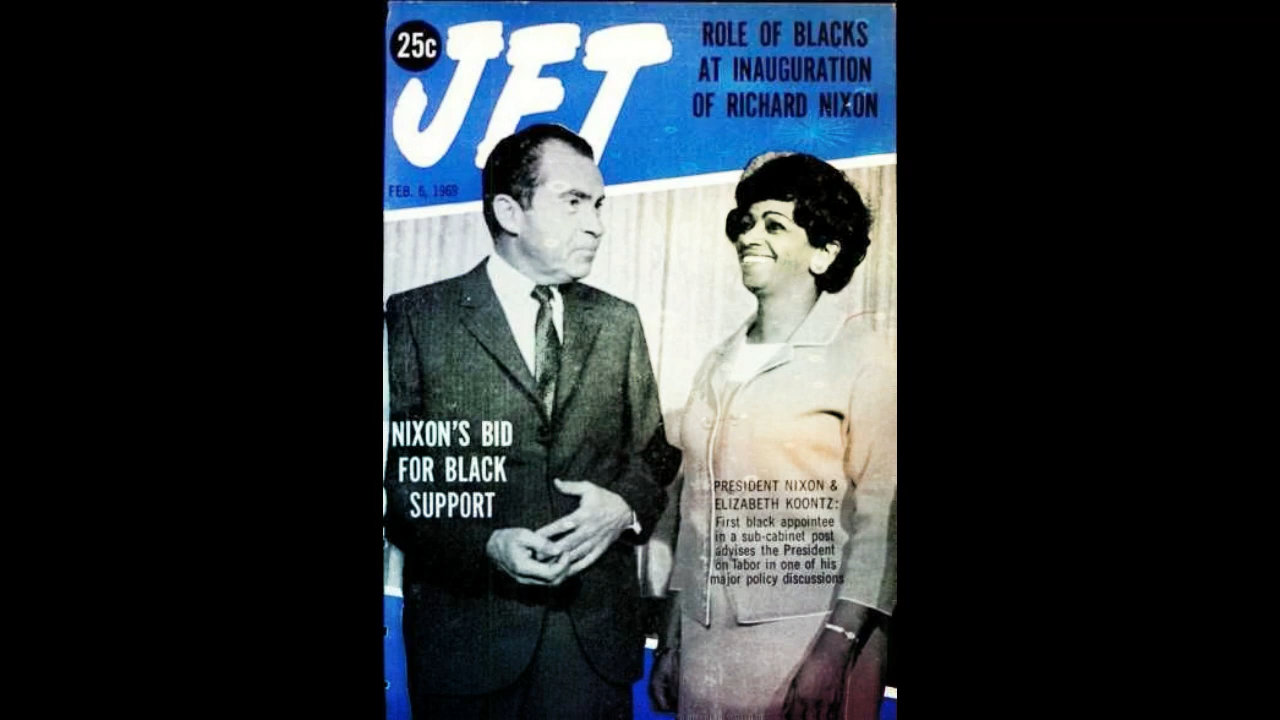 25c
JET
ROLE OF BLACKS
AT INAUGURATION
OF RICHARD NIXON
FEB. 6, 1969
NIXON'S BID
FOR BLACK
SUPPORT
PRESIDENT NIXON &
ELIZABETH KOONTZ:
First black appointee
in a sub-cabinet post
advises the President
on labor in one of his
major policy discussions